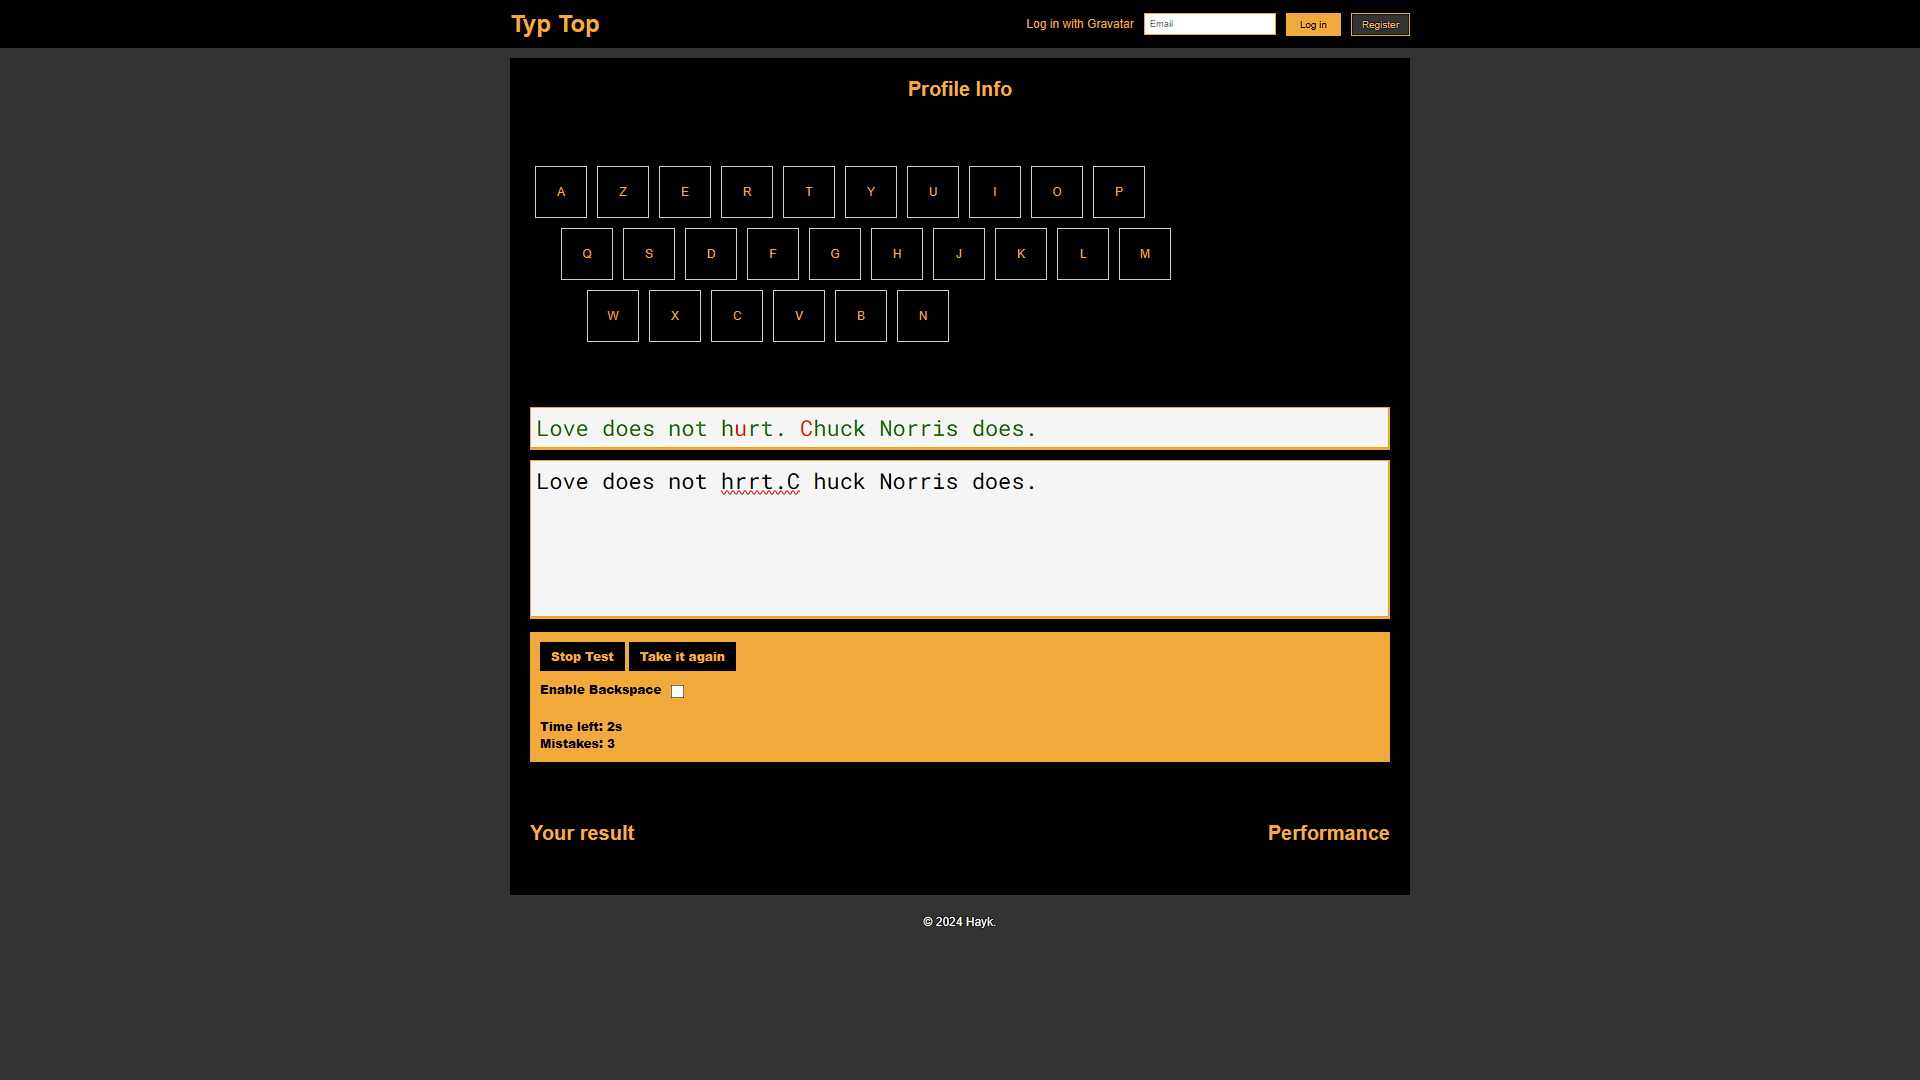 Typ Top
Log in with Gravatar Email Log in Register
Profile Info
A Z E R T Y U I O P
Q S D F G H J K L M
W X C V B N
Love does not hurt. Chuck Norris does.
Love does not hrrt.C huck Norris does.
Stop Test Take it again
Enable Backspace
Time left: 2s
Mistakes: 3
Your result Performance
© 2024 Hayk.